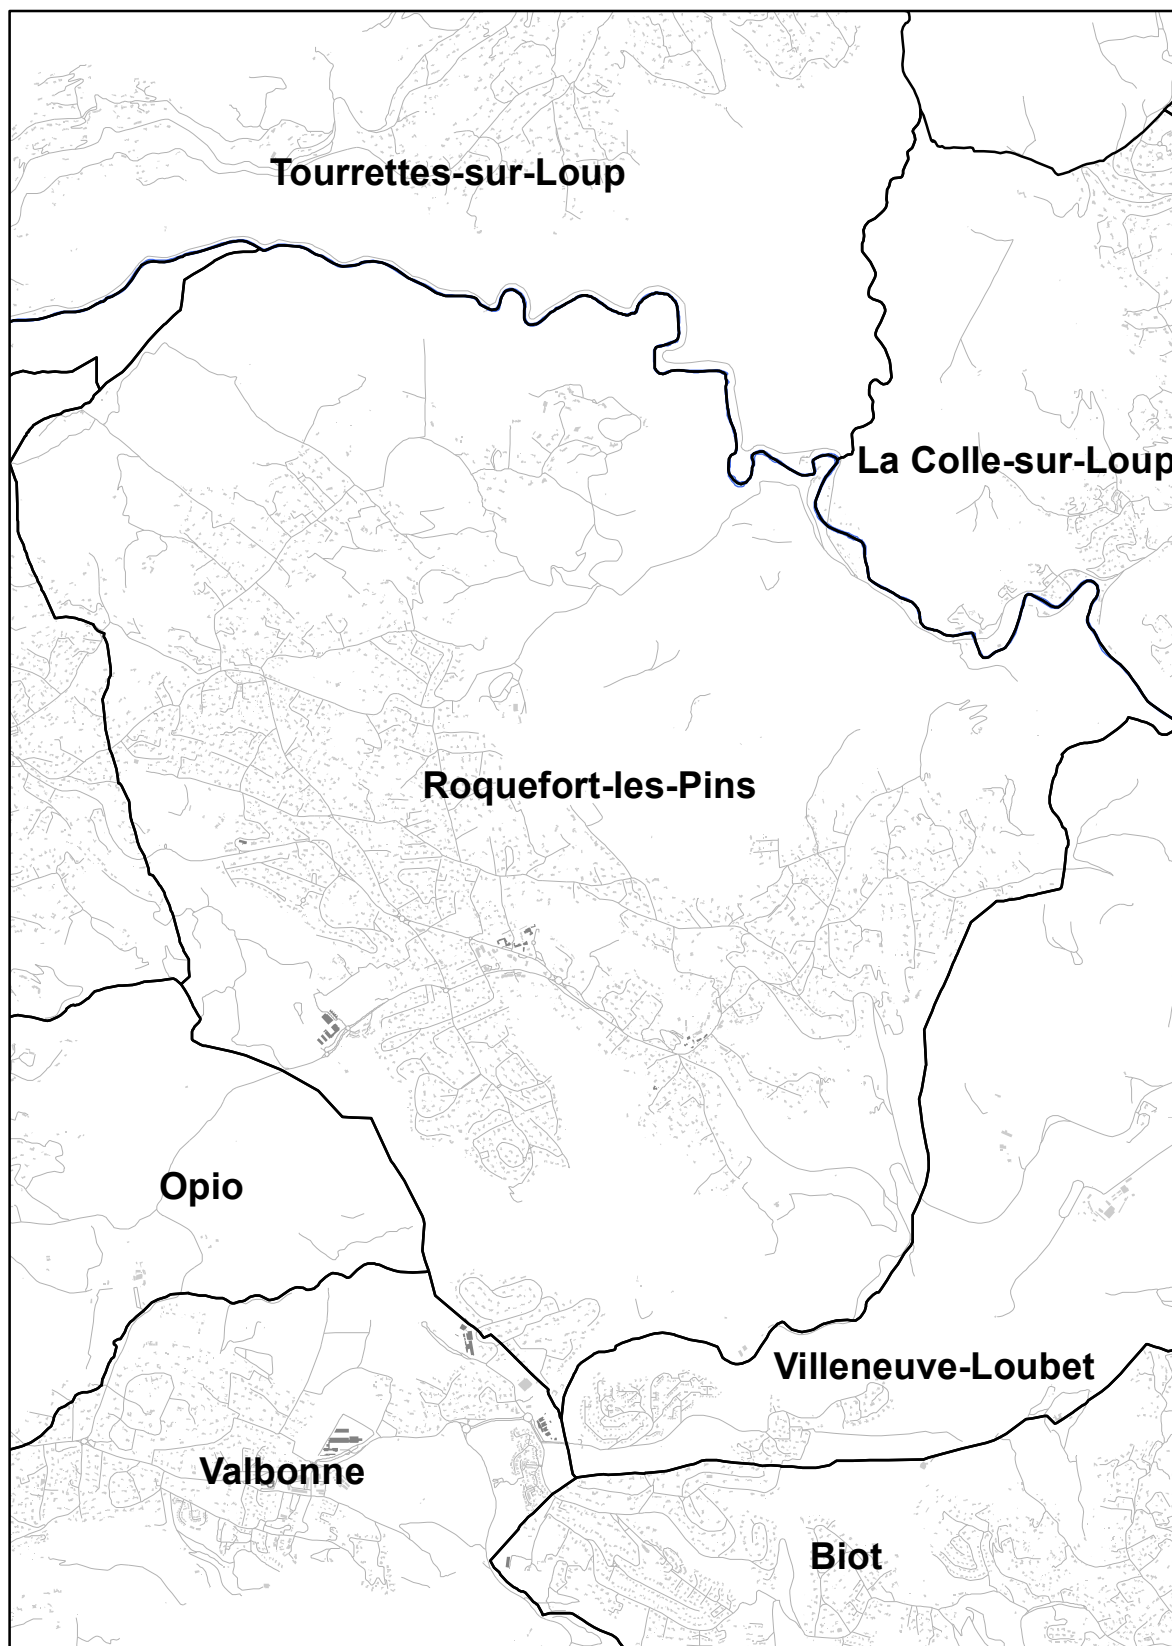 Tourrettes-sur-Loup
La Colle-sur-Loup
Roquefort-les-Pins
Opio
Villeneuve-Loubet
Valbonne
Biot